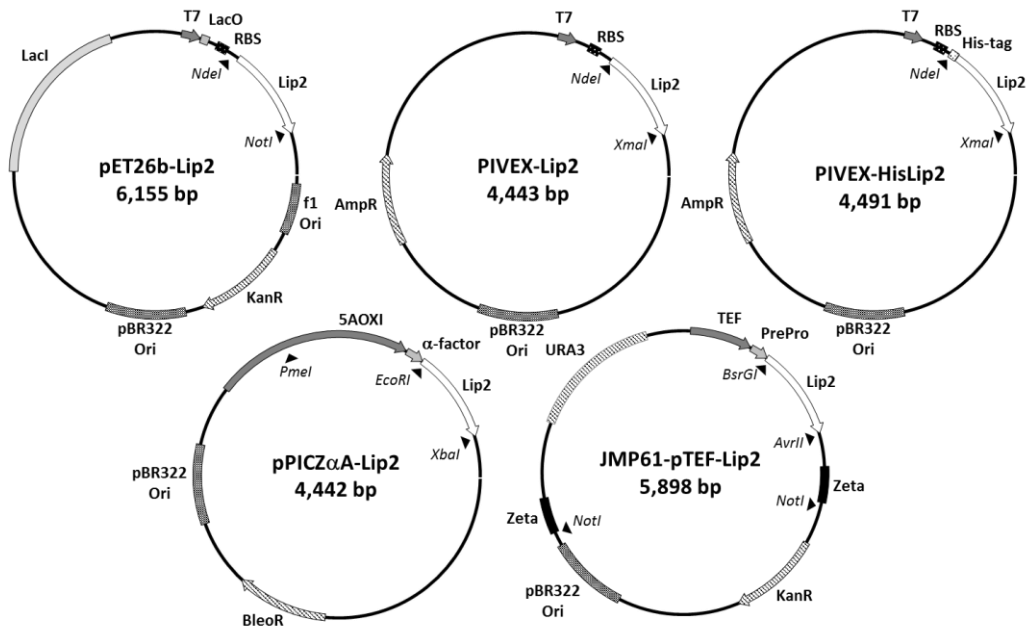 T7
LacO
RBS
LacI
NdeI
Lip2
NotI
pET26b-Lip2
6,155 bp
f1
Ori
KanR
pBR322
Ori
T7
RBS
NdeI
Lip2
XmaI
PIVEX-Lip2
4,443 bp
AmpR
pBR322
Ori
T7
RBS
His-tag
NdeI
Lip2
XmaI
PIVEX-HisLip2
4,491 bp
AmpR
pBR322
Ori
5AOXI
α-factor
PmeI
EcoRI
Lip2
XbaI
pPICZαA-Lip2
4,442 bp
pBR322
Ori
BleoR
URA3
TEF
PrePro
BsrGI
Lip2
AvrII
JMP61-pTEF-Lip2
5,898 bp
Zeta
NotI
Zeta
NotI
pBR322
Ori
KanR